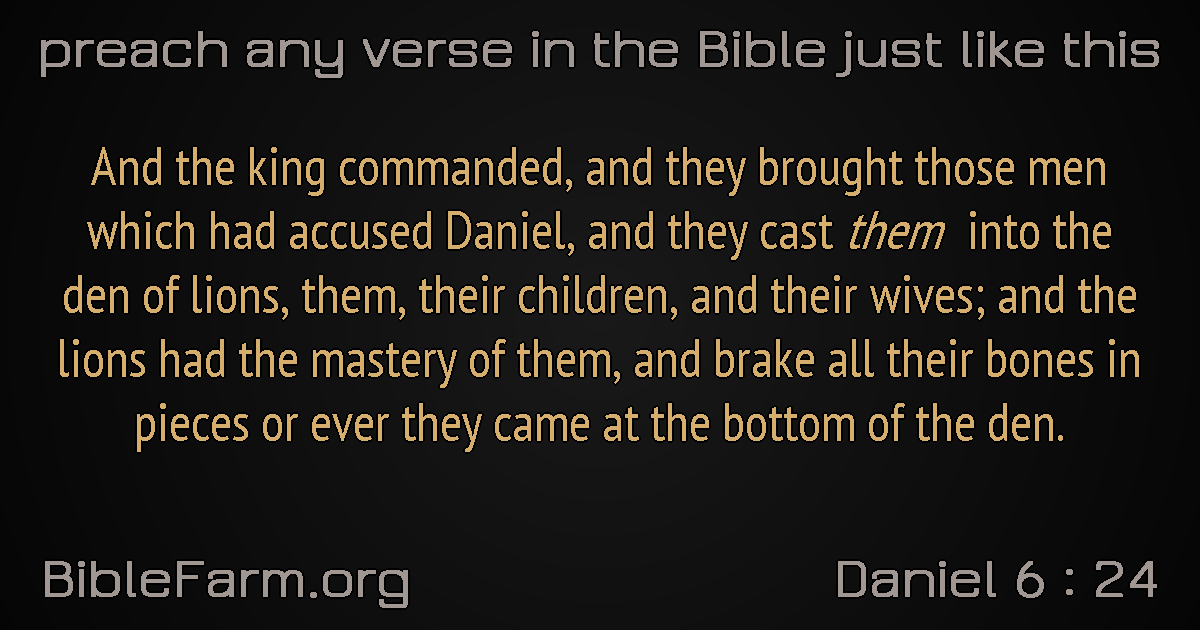 preach any verse in the Bible just like this
And the king commanded, and they brought those men
which had accused Daniel, and they cast them into the
den of lions, them, their children, and their wives; and the
lions had the mastery of them, and brake all their bones in
pieces or ever they came at the bottom of the den.
BibleFarm.org
Daniel 6 : 24